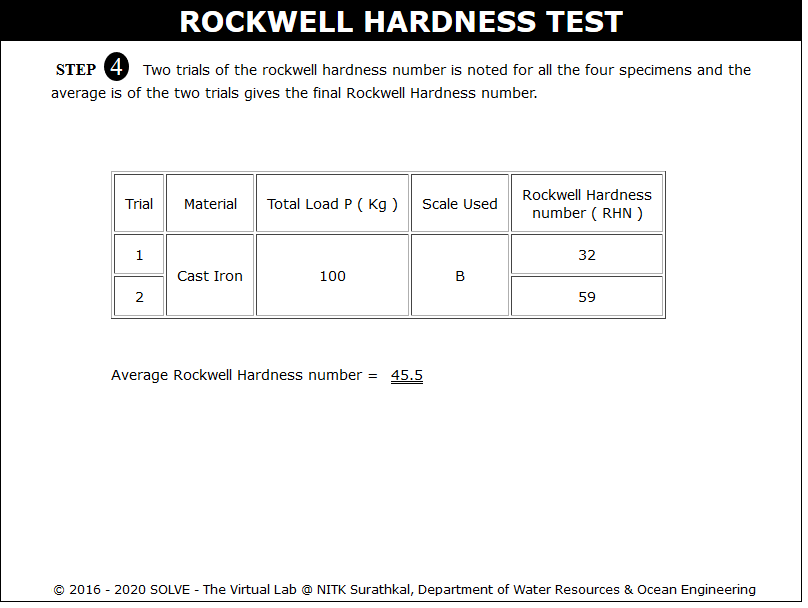 ROCKWELL HARDNESS TEST
STEP 4 Two trials of the rockwell hardness number is noted for all the four specimens and the
average is of the two trials gives the final Rockwell Hardness number.
Trial Material Total Load P ( Kg ) Scale Used Rockwell Hardness
number ( RHN )
1 32
Cast Iron 100 B
2 59
Average Rockwell Hardness number = 45.5
© 2016 - 2020 SOLVE - The Virtual Lab @ NITK Surathkal, Department of Water Resources & Ocean Engineering